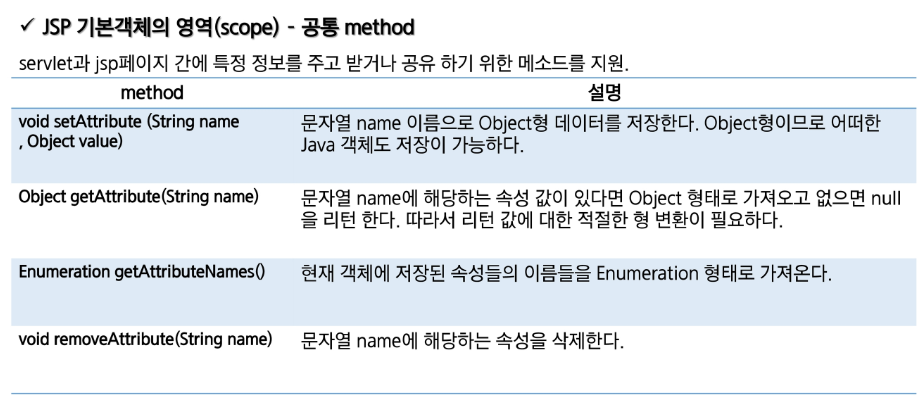 ✓ JSP 기본객체의 영역(scope) - 공통 method
servlet과 jsp페이지 간에 특정 정보를 주고 받거나 공유 하기 위한 메소드를 지원.
method 설명
void setAttribute (String name
, Object value)
문자열 name 이름으로 Object형 데이터를 저장한다. Object형이므로 어떠한
Java 객체도 저장이 가능하다.
Object getAttribute(String name)
문자열 name에 해당하는 속성 값이 있다면 Object 형태로 가져오고 없으면 null
을 리턴 한다. 따라서 리턴 값에 대한 적절한 형 변환이 필요하다.
Enumeration getAttributeNames()
현재 객체에 저장된 속성들의 이름들을 Enumeration 형태로 가져온다.
void removeAttribute(String name)
문자열 name에 해당하는 속성을 삭제한다.